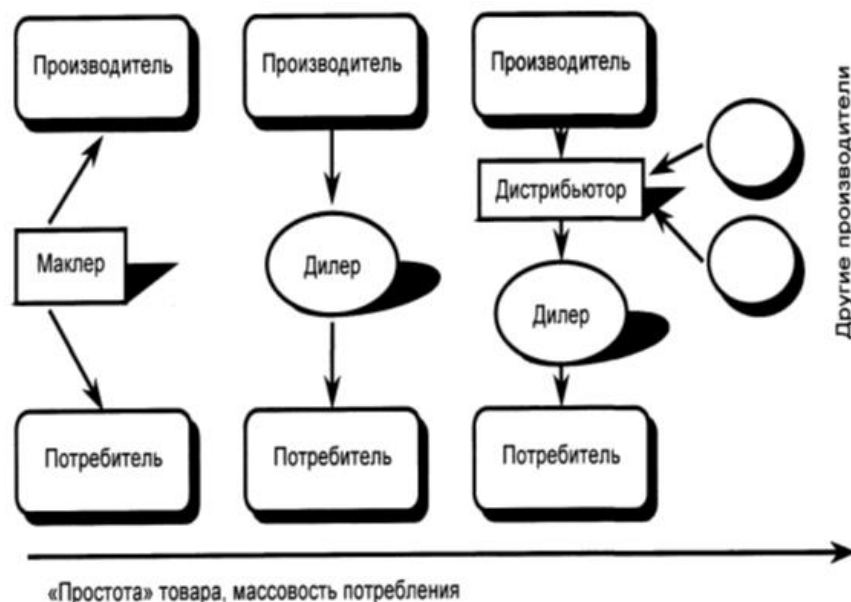 Производитель
Производитель
Производитель
Другие производители
Дистрибьютор
Маклер
Дилер
Дилер
Потребитель
Потребитель
Потребитель
«Простота» товара, массовость потребления